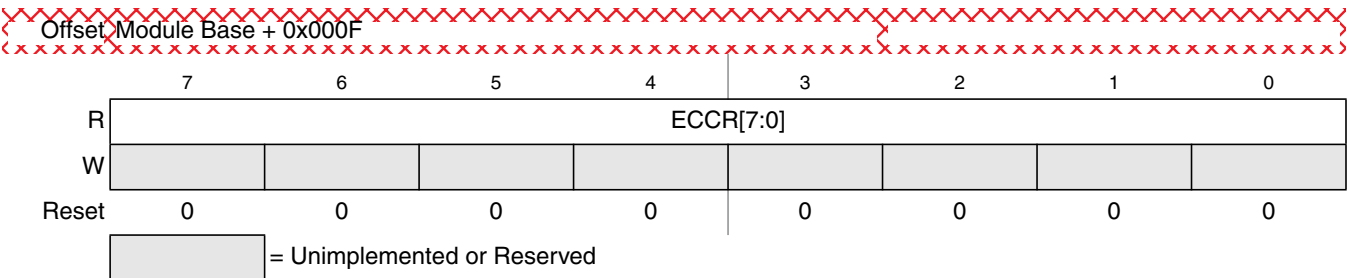 Offset Module Base + 0x000F
7 6 5 4 3 2 1 0
R ECCR[7:0]
W
Reset 0 0 0 0 0 0 0 0
= Unimplemented or Reserved